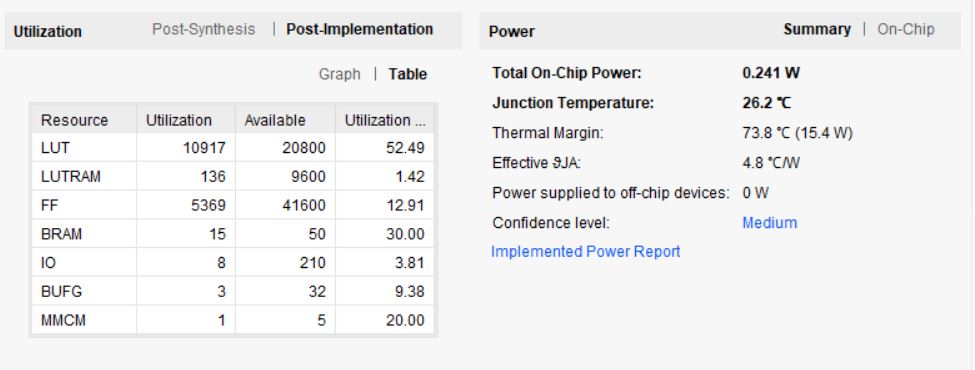 Utilization Post-Synthesis | Post-Implementation
Graph | Table
Resource Utilization Available Utilization ...
LUT 10917 20800 52.49
LUTRAM 136 9600 1.42
FF 5369 41600 12.91
BRAM 15 50 30.00
IO 8 210 3.81
BUFG 3 32 9.38
MMCM 1 5 20.00
Power Summary | On-Chip
Total On-Chip Power: 0.241 W
Junction Temperature: 26.2 °C
Thermal Margin: 73.8 °C (15.4 W)
Effective ϑJA: 4.8 °C/W
Power supplied to off-chip devices: 0 W
Confidence level: Medium
Implemented Power Report